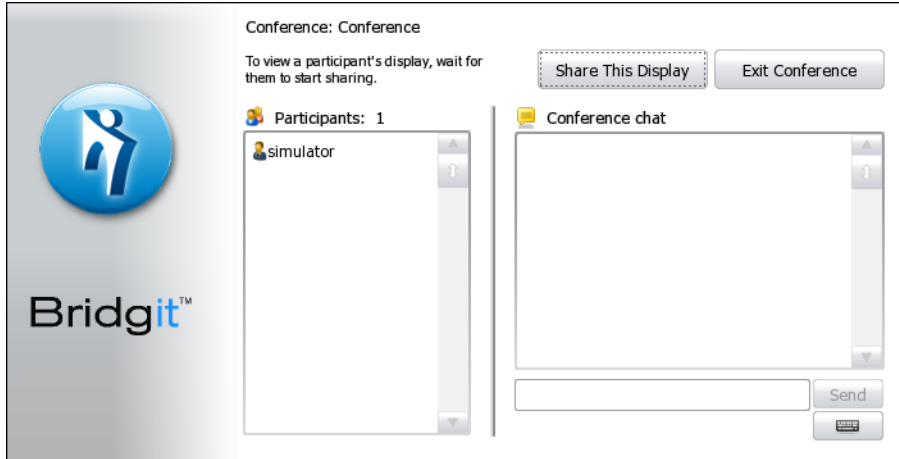 Conference: Conference
To view a participant's display, wait for
them to start sharing.
Share This Display
Exit Conference
Participants: 1
Conference chat
simulator
Bridgit™
Send